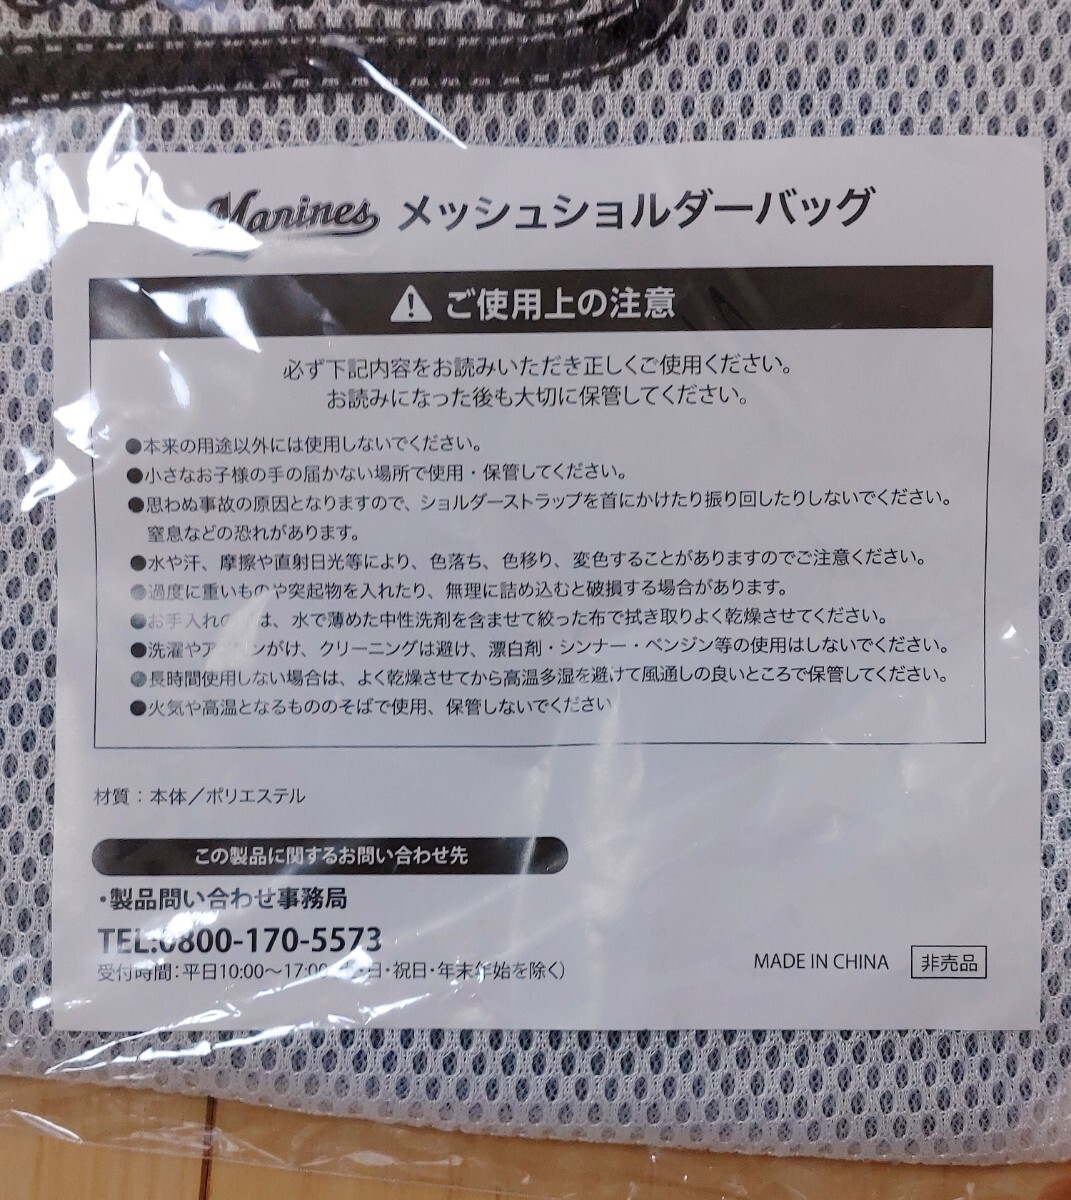 Marines メッシュショルダーバッグ
⚠ ご使用上の注意
必ず下記内容をお読みいただき正しくご使用ください。
お読みになった後も大切に保管してください。
●本来の用途以外には使用しないでください。
●小さなお子様の手の届かない場所で使用・保管してください。
●思わぬ事故の原因となりますので、ショルダーストラップを首にかけたり振り回したりしないでください。
窒息などの恐れがあります。
●水や汗、摩擦や直射日光等により、色落ち、色移り、変色することがありますのでご注意ください。
●過度に重いものや突起物を入れたり、無理に詰め込むと破損する場合があります。
●お手入れの は、水で薄めた中性洗剤を含ませて絞った布で拭き取りよく乾燥させてください。
●洗濯やアイロンがけ、クリーニングは避け、漂白剤・シンナー・ベンジン等の使用はしないでください。
●長時間使用しない場合は、よく乾燥させてから高温多湿を避けて風通しの良いところで保管してください。
●火気や高温となるもののそばで使用、保管しないでください
材質：本体／ポリエステル
この製品に関するお問い合わせ先
・製品問い合わせ事務局
TEL:0800-170-5573
受付時間：平日10:00～17:00（土・日・祝日・年末年始を除く）
MADE IN CHINA
非売品